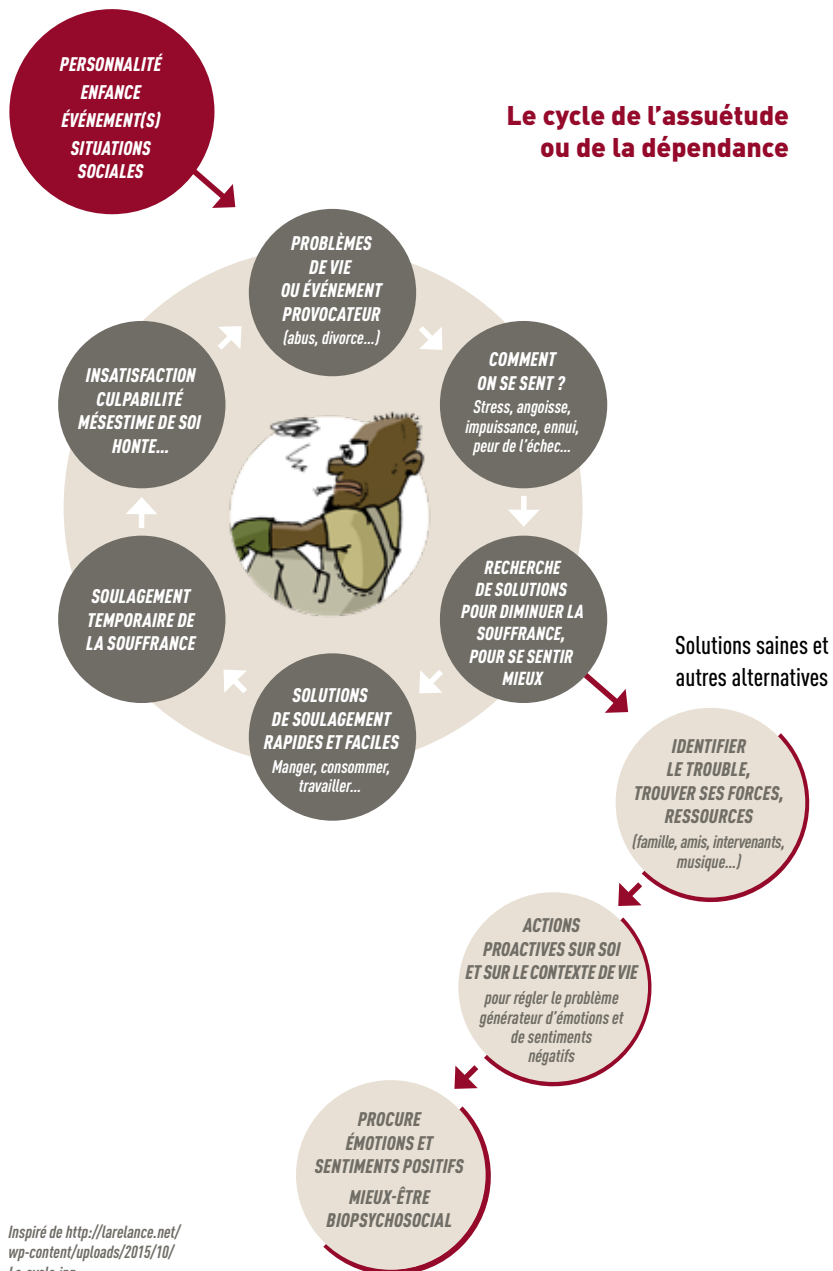 PERSONNALITÉ
ENFANCE
ÉVÉNEMENT(S)
SITUATIONS
SOCIALES
Le cycle de l’assuétude
ou de la dépendance
PROBLÈMES
DE VIE
OU ÉVÉNEMENT
PROVOCATEUR
(abus, divorce...)
COMMENT
ON SE SENT ?
Stress, angoisse,
impuissance, ennui,
peur de l’échec...
RECHERCHE
DE SOLUTIONS
POUR DIMINUER LA
SOUFFRANCE,
POUR SE SENTIR
MIEUX
SOLUTIONS
DE SOULAGEMENT
RAPIDES ET FACILES
Manger, consommer,
travailler...
SOULAGEMENT
TEMPORAIRE DE
LA SOUFFRANCE
INSATISFACTION
CULPABILITÉ
MÉSESTIME DE SOI
HONTE...
Solutions saines et
autres alternatives
IDENTIFIER
LE TROUBLE,
TROUVER SES FORCES,
RESSOURCES
(famille, amis, intervenants,
musique...)
ACTIONS
PROACTIVES SUR SOI
ET SUR LE CONTEXTE DE VIE
pour régler le problème
générateur d’émotions et
de sentiments
négatifs
PROCURE
ÉMOTIONS ET
SENTIMENTS POSITIFS
MIEUX-ÊTRE
BIOPSYCHOSOCIAL
Inspiré de http://larelance.net/
wp-content/uploads/2015/10/